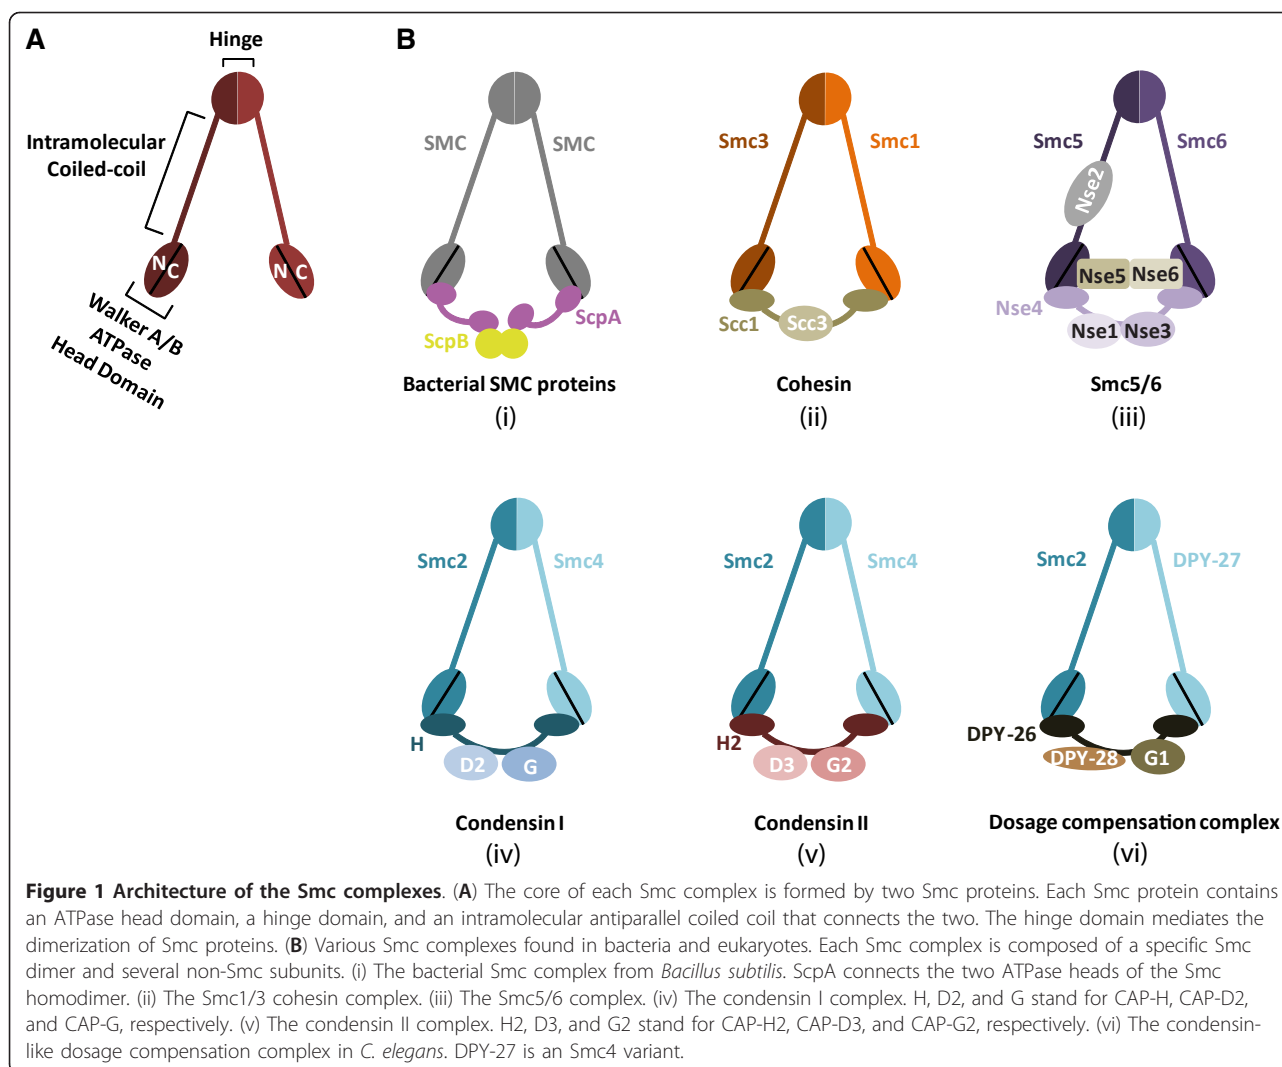 A
Hinge
Intramolecular
Coiled-coil
N
C
N
C
Walker A/B
ATPase
Head Domain
B
SMC
SMC
ScpA
ScpB
Bacterial SMC proteins
(i)
Smc3
Smc1
Scc1
Scc3
Cohesin
(ii)
Smc5
Smc6
Nse2
Nse5
Nse6
Nse4
Nse1
Nse3
Smc5/6
(iii)
Smc2
Smc4
H
D2
G
Condensin I
(iv)
Smc2
Smc4
H2
D3
G2
Condensin II
(v)
Smc2
DPY-27
DPY-26
DPY-28
G1
Dosage compensation complex
(vi)
Figure 1 Architecture of the Smc complexes. (A) The core of each Smc complex is formed by two Smc proteins. Each Smc protein contains
an ATPase head domain, a hinge domain, and an intramolecular antiparallel coiled coil that connects the two. The hinge domain mediates the
dimerization of Smc proteins. (B) Various Smc complexes found in bacteria and eukaryotes. Each Smc complex is composed of a specific Smc
dimer and several non-Smc subunits. (i) The bacterial Smc complex from Bacillus subtilis. ScpA connects the two ATPase heads of the Smc
homodimer. (ii) The Smc1/3 cohesin complex. (iii) The Smc5/6 complex. (iv) The condensin I complex. H, D2, and G stand for CAP-H, CAP-D2,
and CAP-G, respectively. (v) The condensin II complex. H2, D3, and G2 stand for CAP-H2, CAP-D3, and CAP-G2, respectively. (vi) The condensin-
like dosage compensation complex in C. elegans. DPY-27 is an Smc4 variant.